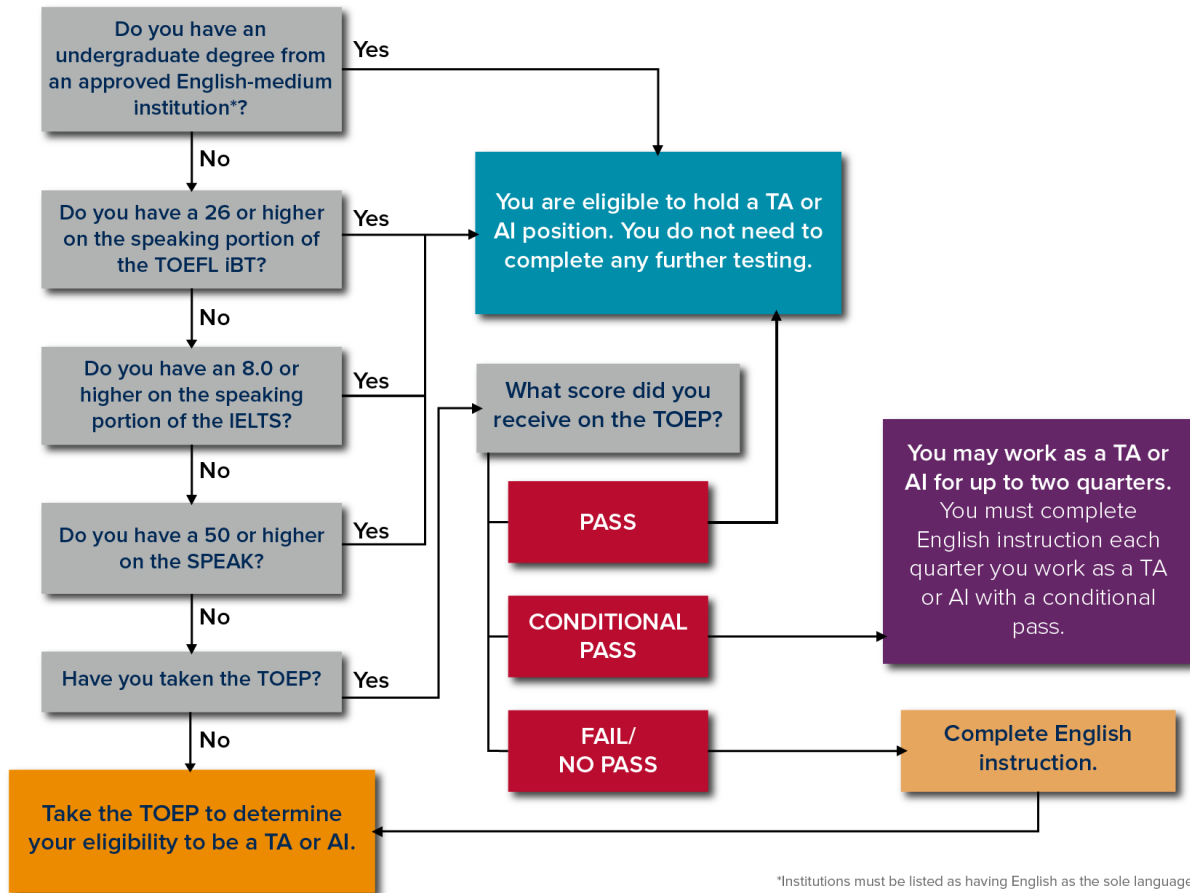 Do you have an
undergraduate degree from
an approved English-medium
institution*?
Yes
No
Do you have a 26 or higher
on the speaking portion of
the TOEFL iBT?
Yes
No
Do you have an 8.0 or
higher on the speaking
portion of the IELTS?
Yes
No
Do you have a 50 or higher
on the SPEAK?
Yes
No
Have you taken the TOEP?
Yes
No
Take the TOEP to determine
your eligibility to be a TA or AI.
You are eligible to hold a TA or
AI position. You do not need to
complete any further testing.
What score did you
receive on the TOEP?
PASS
CONDITIONAL
PASS
FAIL/
NO PASS
You may work as a TA or
AI for up to two quarters.
You must complete
English instruction each
quarter you work as a TA
or AI with a conditional
pass.
Complete English
instruction.
*Institutions must be listed as having English as the sole language